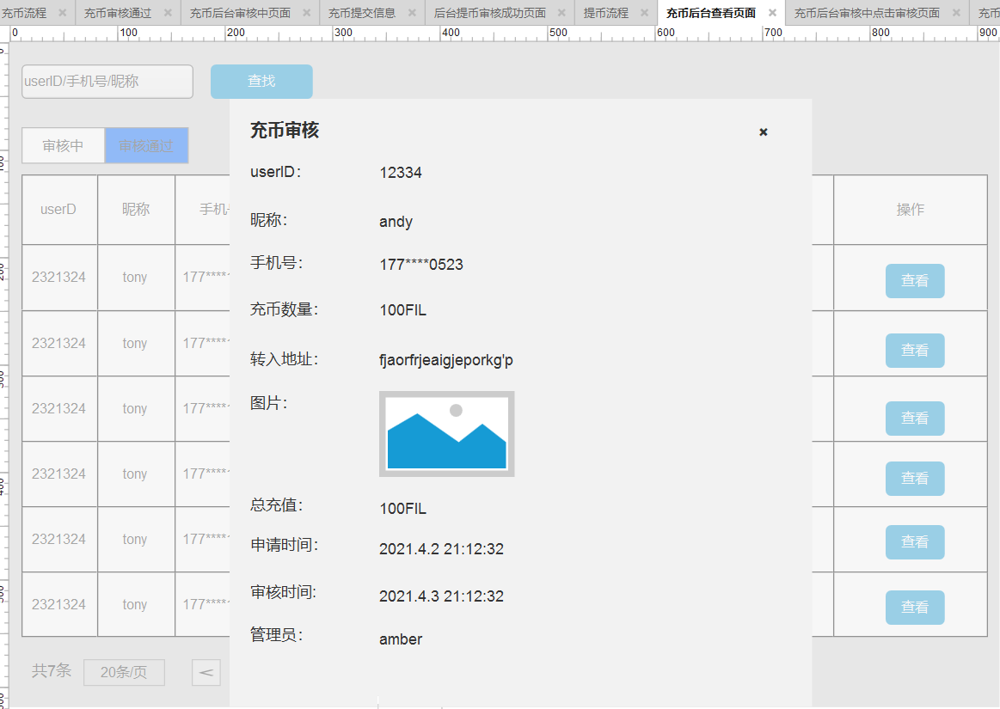 充币流程 充币审核通过 充币后台审核中页面 充币提交信息 后台提币审核成功页面 提币流程 充币后台查看页面 充币后台审核中点击审核页面 充币
0 100 200 300 400 500 600 700 800 900
userID/手机号/昵称 查找
充币审核
审核中 审核通过
userID： 12334
userD 昵称 手机 操作
昵称： andy
手机号： 177****0523
2321324 tony 177**** 查看
充币数量： 100FIL
2321324 tony 177**** 查看
转入地址： fjaorfrjeaigjeporkg'p
图片：
2321324 tony 177**** 查看
2321324 tony 177**** 查看
总充值： 100FIL
2321324 tony 177**** 查看
申请时间： 2021.4.2 21:12:32
审核时间: 2021.4.3 21:12:32
2321324 tony 177**** 查看
管理员： amber
共7条 20条/页 <